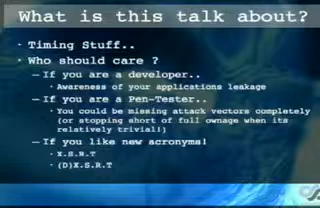 What is this talk about?
• Timing Stuff..
• Who should care ?
– If you are a developer..
• Awareness of your applications leakage
– If you are a Pen-Tester..
• You could be missing attack vectors completely
(or stopping short of full ownage when its
relatively trivial!)
– If you like new acronyms!
• X.S.R.T
• (D)X.S.R.T